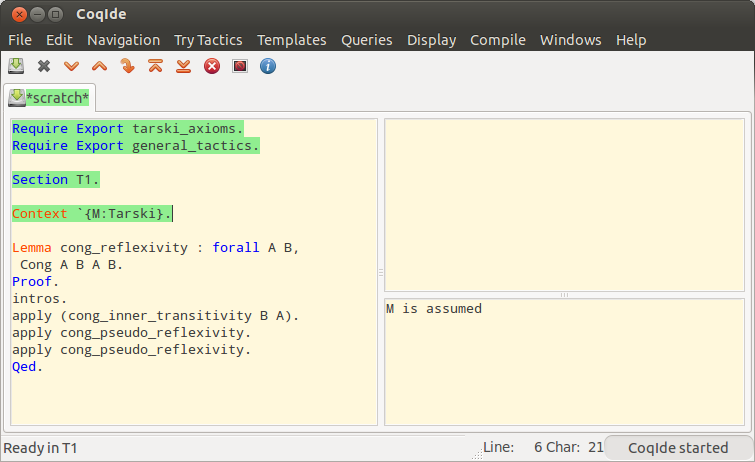 CoqIde
File Edit Navigation Try Tactics Templates Queries Display Compile Windows Help
*scratch*
Require Export tarski_axioms.
Require Export general_tactics.
Section T1.
Context `{M:Tarski}.
Lemma cong_reflexivity : forall A B,
 Cong A B A B.
Proof.
intros.
apply (cong_inner_transitivity B A).
apply cong_pseudo_reflexivity.
apply cong_pseudo_reflexivity.
Qed.
M is assumed
Ready in T1
Line: 6 Char: 21
CoqIde started